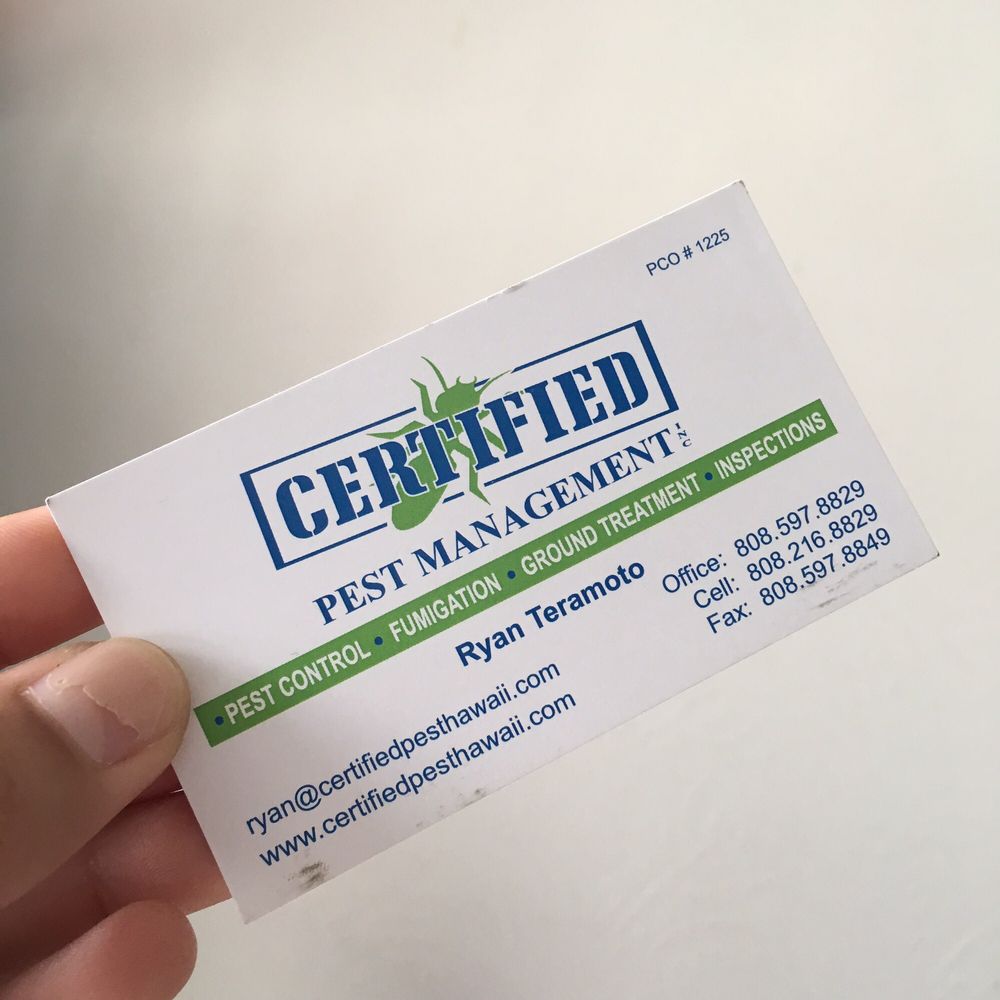 PCO # 1225
CERTIFIED
PEST MANAGEMENT INC
• PEST CONTROL • FUMIGATION • GROUND TREATMENT • INSPECTIONS
Ryan Teramoto
Office: 808.597.8829
Cell: 808.216.8829
Fax: 808.597.8849
ryan@certifiedpesthawaii.com
www.certifiedpesthawaii.com